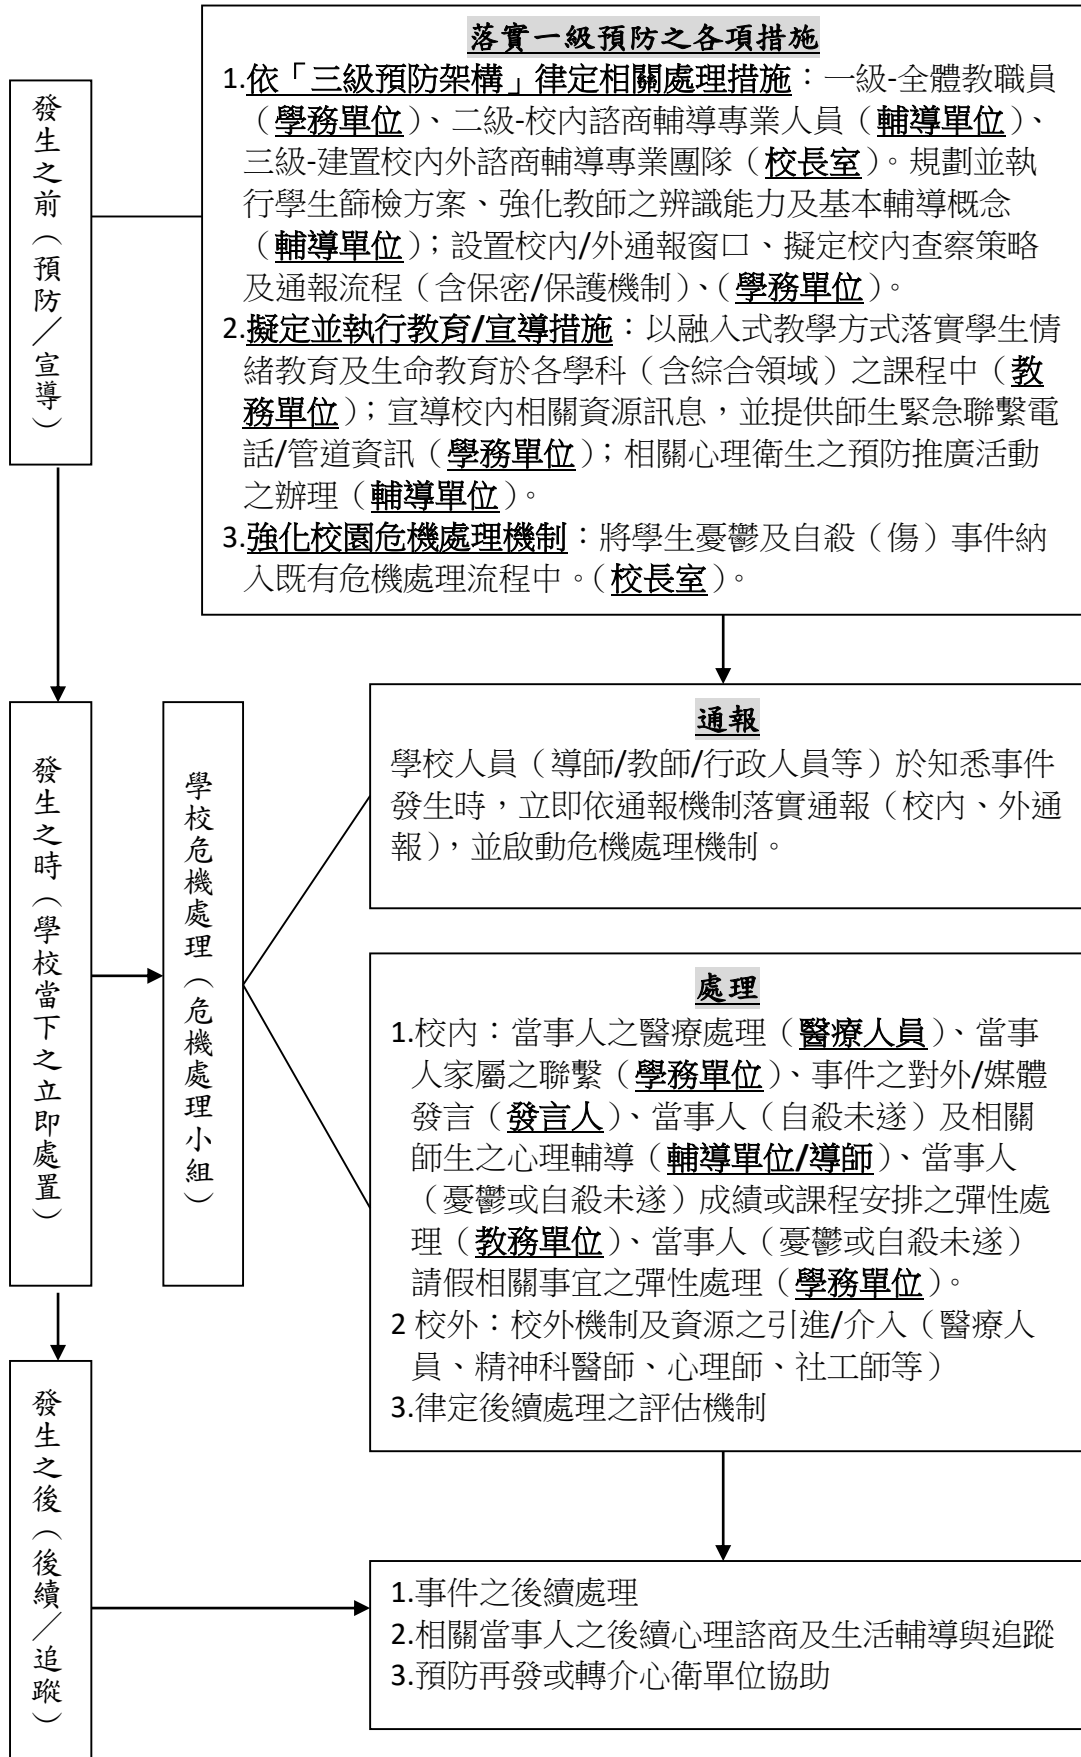 落實一級預防之各項措施
1.依「三級預防架構」律定相關處理措施：一級-全體教職員
（學務單位）、二級-校內諮商輔導專業人員（輔導單位）、
三級-建置校內外諮商輔導專業團隊（校長室）。規劃並執
行學生篩檢方案、強化教師之辨識能力及基本輔導概念
（輔導單位）；設置校內/外通報窗口、擬定校內查察策略
及通報流程（含保密/保護機制）、（學務單位）。
2.擬定並執行教育/宣導措施：以融入式教學方式落實學生情
緒教育及生命教育於各學科（含綜合領域）之課程中（教
務單位）；宣導校內相關資源訊息，並提供師生緊急聯繫電
話/管道資訊（學務單位）；相關心理衛生之預防推廣活動
之辦理（輔導單位）。
3.強化校園危機處理機制：將學生憂鬱及自殺（傷）事件納
入既有危機處理流程中。（校長室）。
發生之前（預防／宣導）
發生之時（學校當下之立即處置）
學校危機處理（危機處理小組）
通報
學校人員（導師/教師/行政人員等）於知悉事件
發生時，立即依通報機制落實通報（校內、外通
報），並啟動危機處理機制。
處理
1.校內：當事人之醫療處理（醫療人員）、當事
人家屬之聯繫（學務單位）、事件之對外/媒體
發言（發言人）、當事人（自殺未遂）及相關
師生之心理輔導（輔導單位/導師）、當事人
（憂鬱或自殺未遂）成績或課程安排之彈性處
理（教務單位）、當事人（憂鬱或自殺未遂）
請假相關事宜之彈性處理（學務單位）。
2 校外：校外機制及資源之引進/介入（醫療人
員、精神科醫師、心理師、社工師等）
3.律定後續處理之評估機制
發生之後（後續／追蹤）
1.事件之後續處理
2.相關當事人之後續心理諮商及生活輔導與追蹤
3.預防再發或轉介心衛單位協助